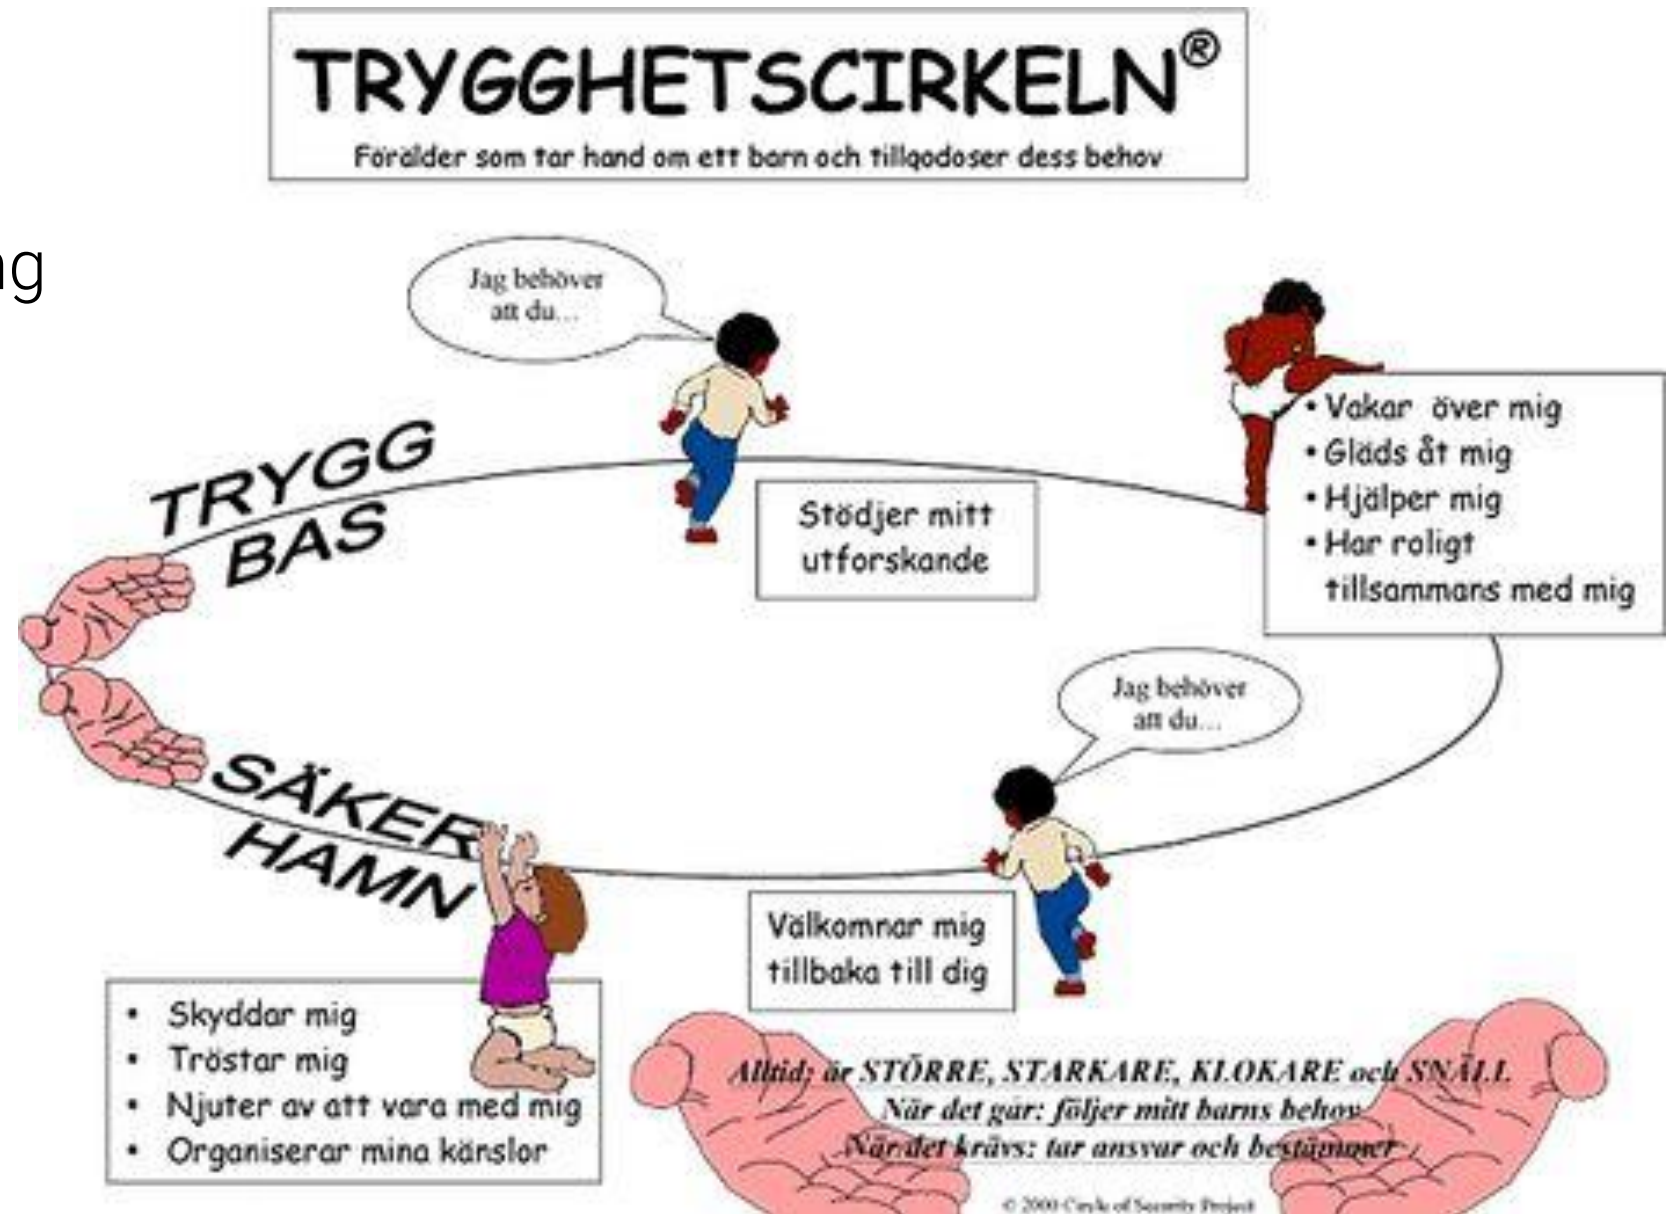 TRYGGHETSCIRKELN®
Förälder som tar hand om ett barn och tillgodoser dess behov
ng
Jag behöver
att du...
TRYGG
BAS
Stödjer mitt
utforskande
• Vakar över mig
• Gläds åt mig
• Hjälper mig
• Har roligt
tillsammans med mig
Jag behöver
att du...
SÄKER
HAMN
Välkomnar mig
tillbaka till dig
• Skyddar mig
• Tröstar mig
• Njuter av att vara med mig
• Organiserar mina känslor
Alltid: är STÖRRE, STARKARE, KLOKARE och SNÄLL
När det går: följer mitt barns behov
När det krävs: tar ansvar och bestämmer
© 2000 Circle of Security Project